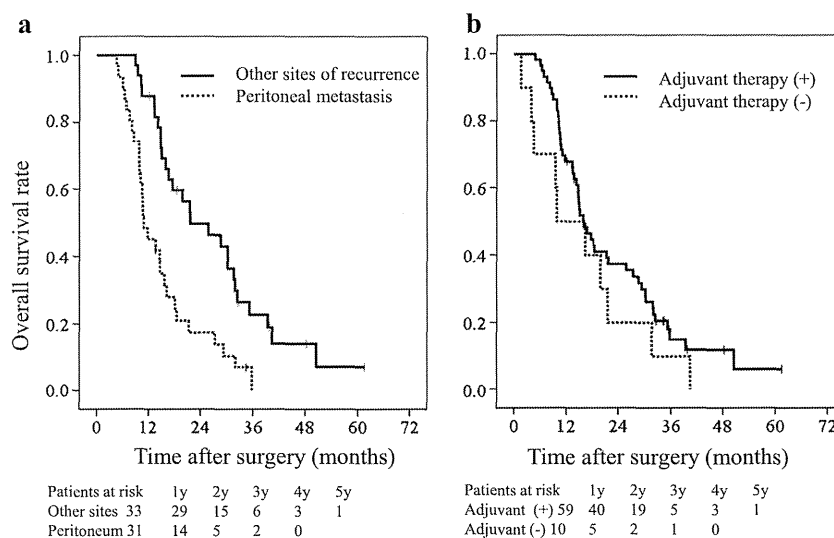 a
Overall survival rate
1.0
0.8
0.6
0.4
0.2
0.0
Other sites of recurrence
Peritoneal metastasis
0 12 24 36 48 60 72
Time after surgery (months)
Patients at risk 1y 2y 3y 4y 5y
Other sites 33 29 15 6 3 1
Peritoneum 31 14 5 2 0
b
1.0
0.8
0.6
0.4
0.2
0.0
Adjuvant therapy (+)
Adjuvant therapy (-)
0 12 24 36 48 60 72
Time after surgery (months)
Patients at risk 1y 2y 3y 4y 5y
Adjuvant (+) 59 40 19 5 3 1
Adjuvant (-) 10 5 2 1 0